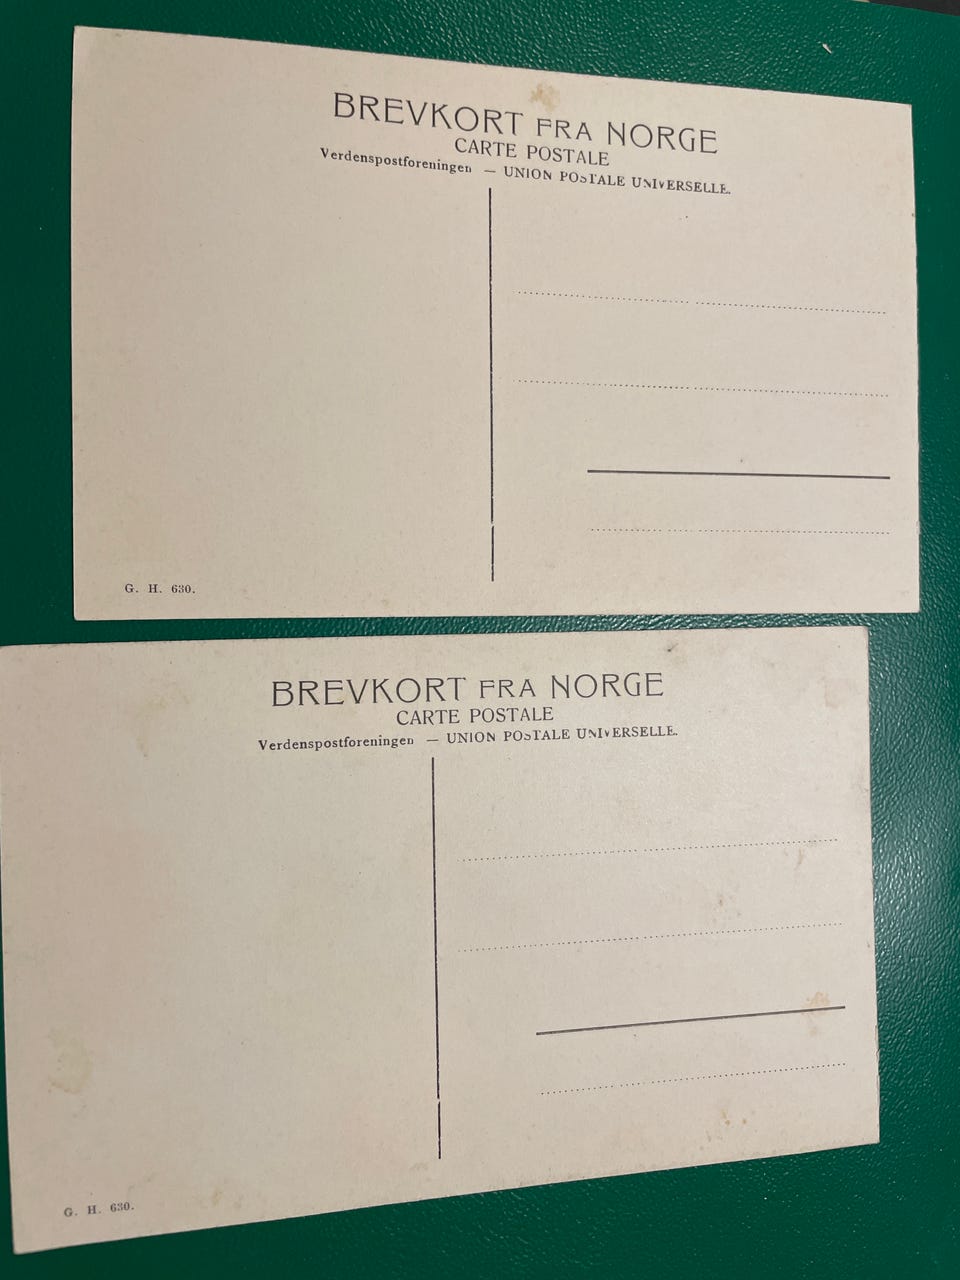 BREVKORT FRA NORGE
CARTE POSTALE
Verdenspostforeningen — UNION POSTALE UNIVERSELLE.
G. H. 630.
BREVKORT FRA NORGE
CARTE POSTALE
Verdenspostforeningen — UNION POSTALE UNIVERSELLE.
G. H. 630.